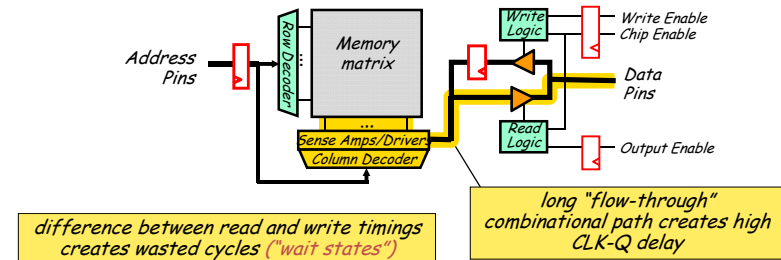 Write
Logic
Write Enable
Chip Enable
Address
Pins
Row Decoder
...
Memory
matrix
Data
Pins
...
Sense Amps/Drivers
Column Decoder
Read
Logic
Output Enable
difference between read and write timings
creates wasted cycles ("wait states")
long "flow-through"
combinational path creates high
CLK-Q delay